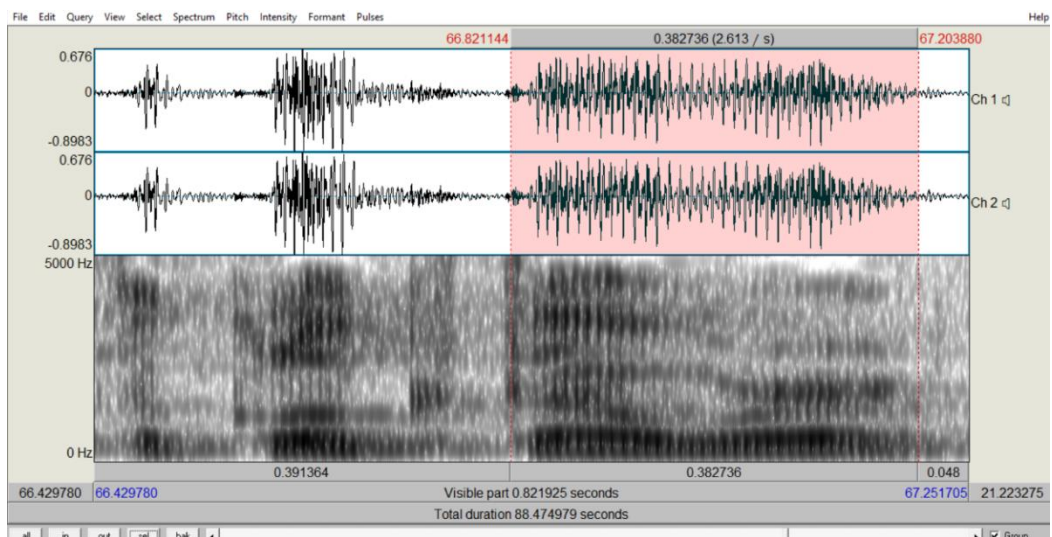 File Edit Query View Select Spectrum Pitch Intensity Formant Pulses Help
66.821144 0.382736 (2.613 / s) 67.203880
0.676
0
Ch 1
-0.8983
0.676
0
Ch 2
-0.8983
5000 Hz
0 Hz
0.391364 0.382736 0.048
66.429780 66.429780 Visible part 0.821925 seconds 67.251705 21.223275
Total duration 88.474979 seconds
all in out sel bak Group